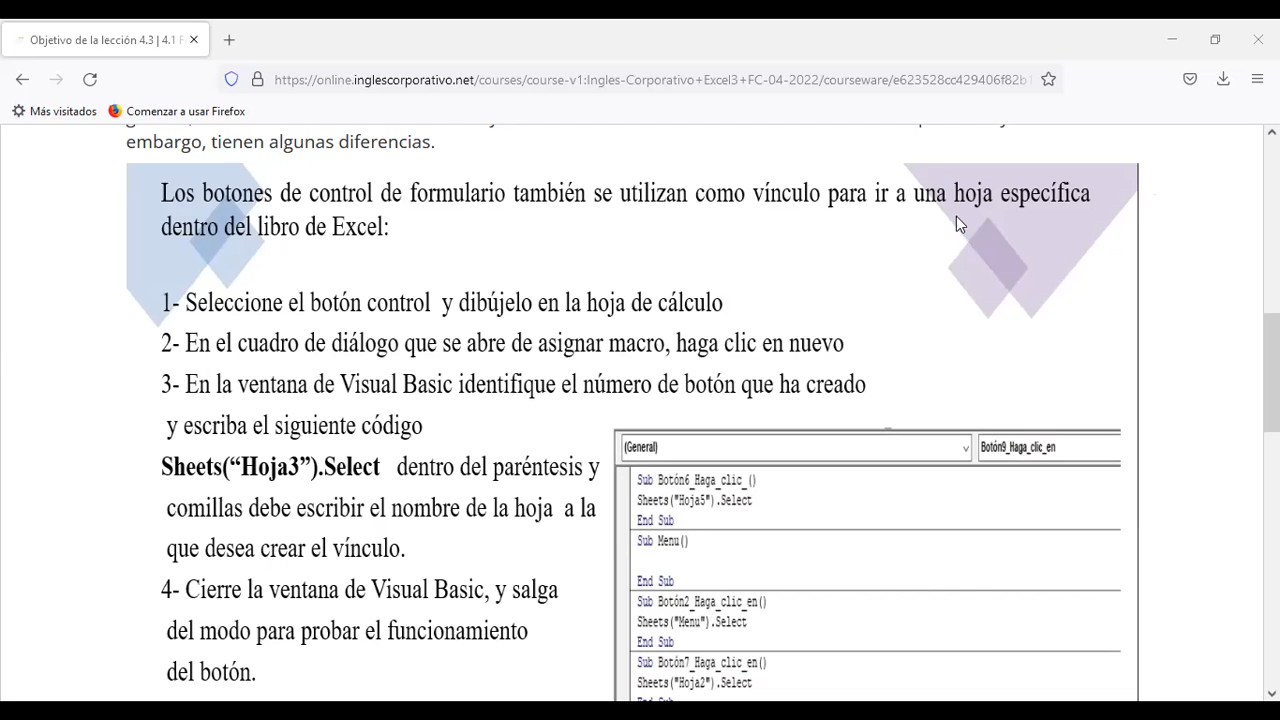 Objetivo de la lección 4.3 | 4.1 F
https://online.inglescorporativo.net/courses/course-v1:Ingles-Corporativo+Excel3+FC-04-2022/courseware/e623528cc429406f82b1
Más visitados
Comenzar a usar Firefox
embargo, tienen algunas diferencias.
Los botones de control de formulario también se utilizan como vínculo para ir a una hoja específica
dentro del libro de Excel:
1- Seleccione el botón control y dibújelo en la hoja de cálculo
2- En el cuadro de diálogo que se abre de asignar macro, haga clic en nuevo
3- En la ventana de Visual Basic identifique el número de botón que ha creado
y escriba el siguiente código
Sheets(“Hoja3”).Select dentro del paréntesis y
comillas debe escribir el nombre de la hoja a la
que desea crear el vínculo.
4- Cierre la ventana de Visual Basic, y salga
del modo para probar el funcionamiento
del botón.
(General)
Botón9_Haga_clic_en
Sub Botón6_Haga_clic_()
Sheets("Hoja5").Select
End Sub
Sub Menu()
End Sub
Sub Botón2_Haga_clic_en()
Sheets("Menu").Select
End Sub
Sub Botón7_Haga_clic_en()
Sheets("Hoja2").Select